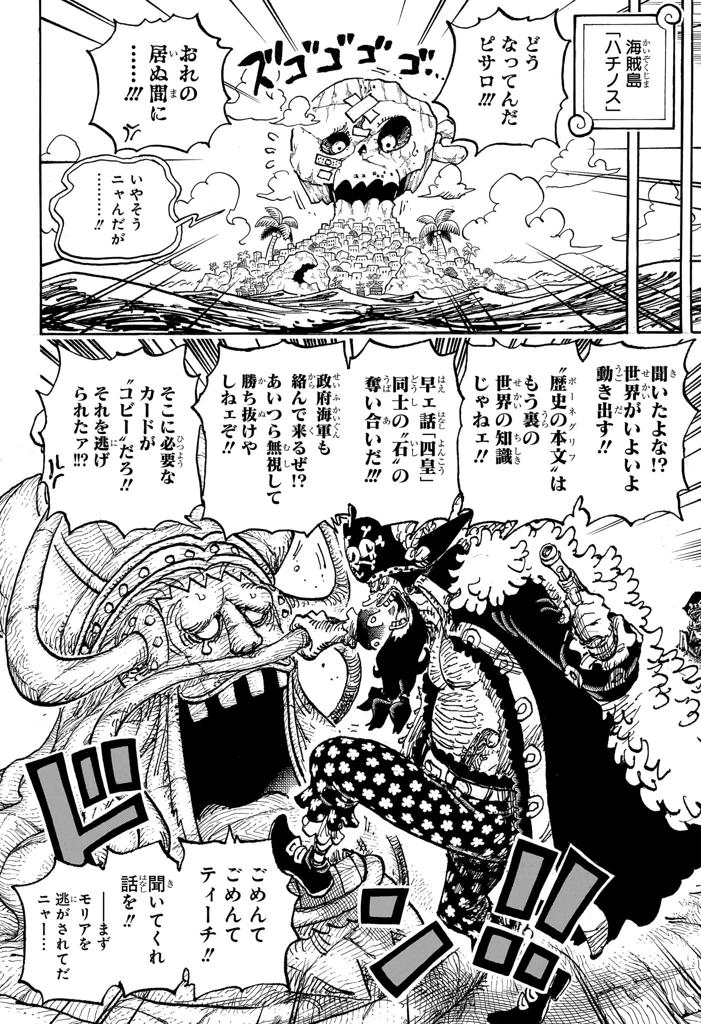 海賊島
「ハチノス」
どう
なってんだ
ピサロ!!!
ズゴゴゴゴゴ
おれの
居ぬ間に
………!!!
いやそう
ニャんだが
………!!
聞いたよな!?
世界がいよいよ
動き出す!!
〝歴史の本文〟は
もう裏の
世界の知識
じゃねェ!!
早ェ話「四皇」
同士の〝石〟の
奪い合いだ!!!
政府海軍も
絡んで来るぜ!?
あいつら無視して
勝ち抜けや
しねェぞ!!
そこに必要な
カードが
〝コビー〟だろ!!
それを逃げ
られたァ!!?
ドドン!!
ごめんて
ごめんて
ティーチ!!
聞いてくれ
話を!!
——まず
モリアを
逃がされてだ
ニャー…